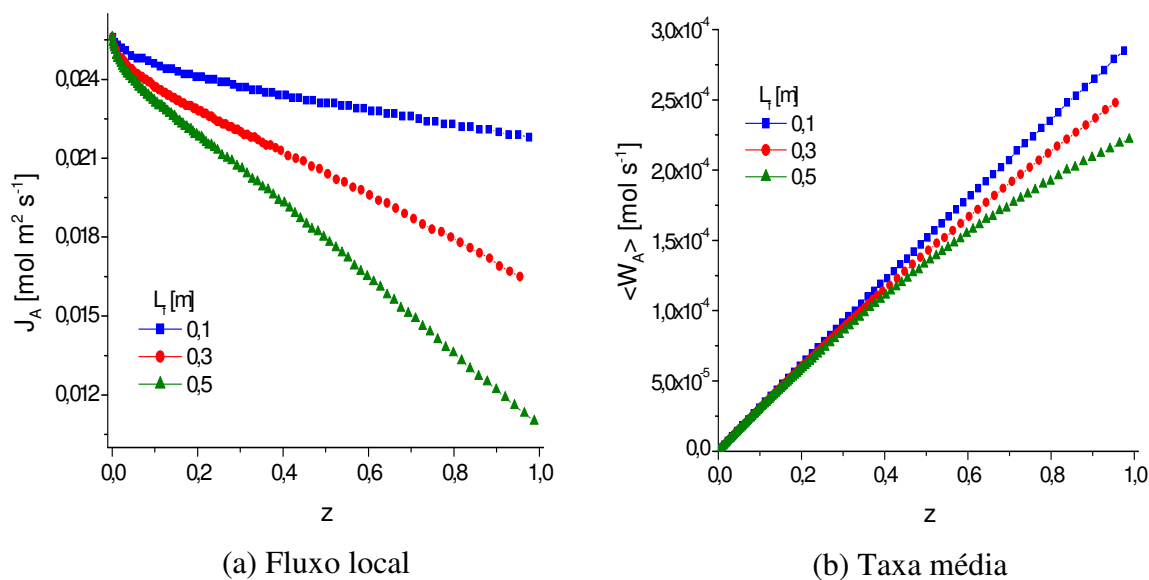 0,024
0,021
0,018
0,015
0,012
J_A [mol m² s⁻¹]
L_T [m]
0,1
0,3
0,5
0,0 0,2 0,4 0,6 0,8 1,0
z
(a) Fluxo local
3,0x10⁻⁴
2,5x10⁻⁴
2,0x10⁻⁴
1,5x10⁻⁴
1,0x10⁻⁴
5,0x10⁻⁵
0,0
<W_A> [mol s⁻¹]
L_T [m]
0,1
0,3
0,5
0,0 0,2 0,4 0,6 0,8 1,0
z
(b) Taxa média